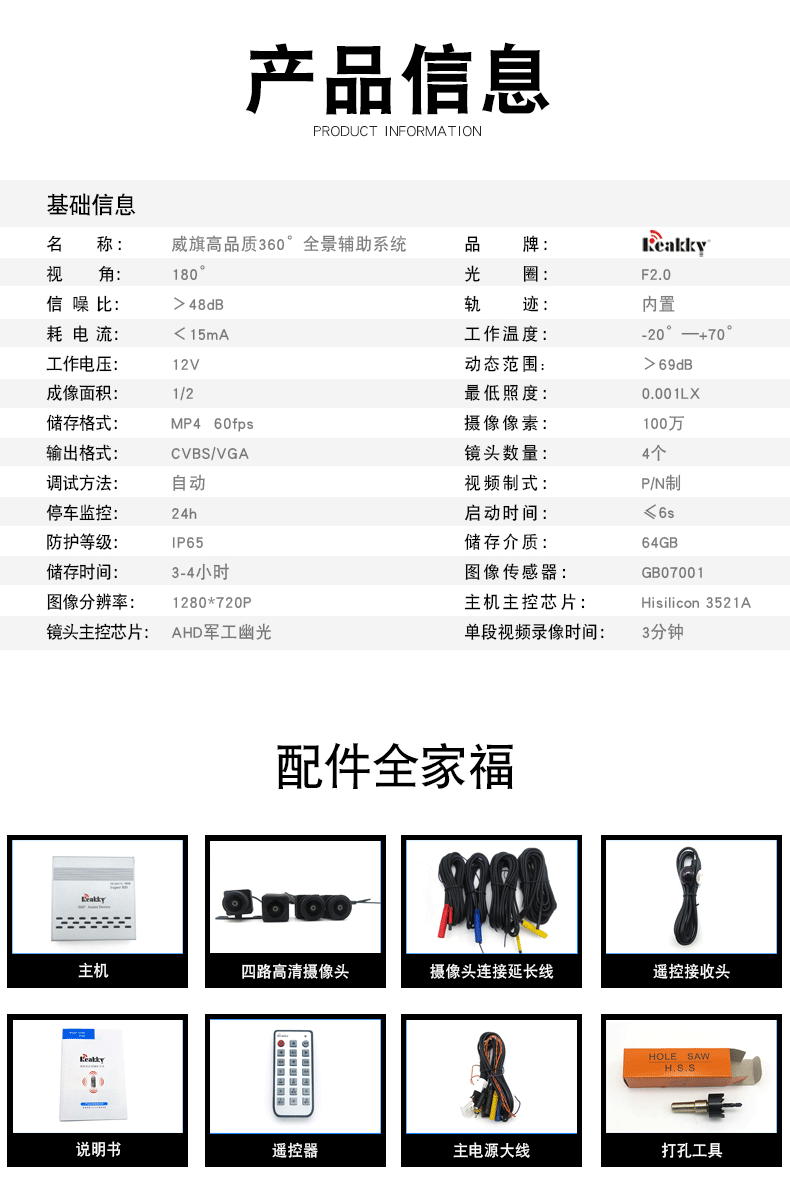 产品信息
PRODUCT INFORMATION
基础信息
名 称： 威旗高品质360°全景辅助系统 品 牌： Reakky
视 角： 180° 光 圈： F2.0
信 噪 比： ＞48dB 轨 迹： 内置
耗 电 流： ＜15mA 工作温度： -20°—+70°
工作电压： 12V 动态范围： ＞69dB
成像面积： 1/2 最低照度： 0.001LX
储存格式： MP4 60fps 摄像像素： 100万
输出格式： CVBS/VGA 镜头数量： 4个
调试方法： 自动 视频制式： P/N制
停车监控： 24h 启动时间： ≤6s
防护等级： IP65 储存介质： 64GB
储存时间： 3-4小时 图像传感器： GB07001
图像分辨率： 1280*720P 主机主控芯片： Hisilicon 3521A
镜头主控芯片： AHD军工幽光 单段视频录像时间： 3分钟
配件全家福
Reakky
主机
四路高清摄像头
摄像头连接延长线
遥控接收头
Reakky
HOLE SAW
H.S.S
说明书
遥控器
主电源大线
打孔工具